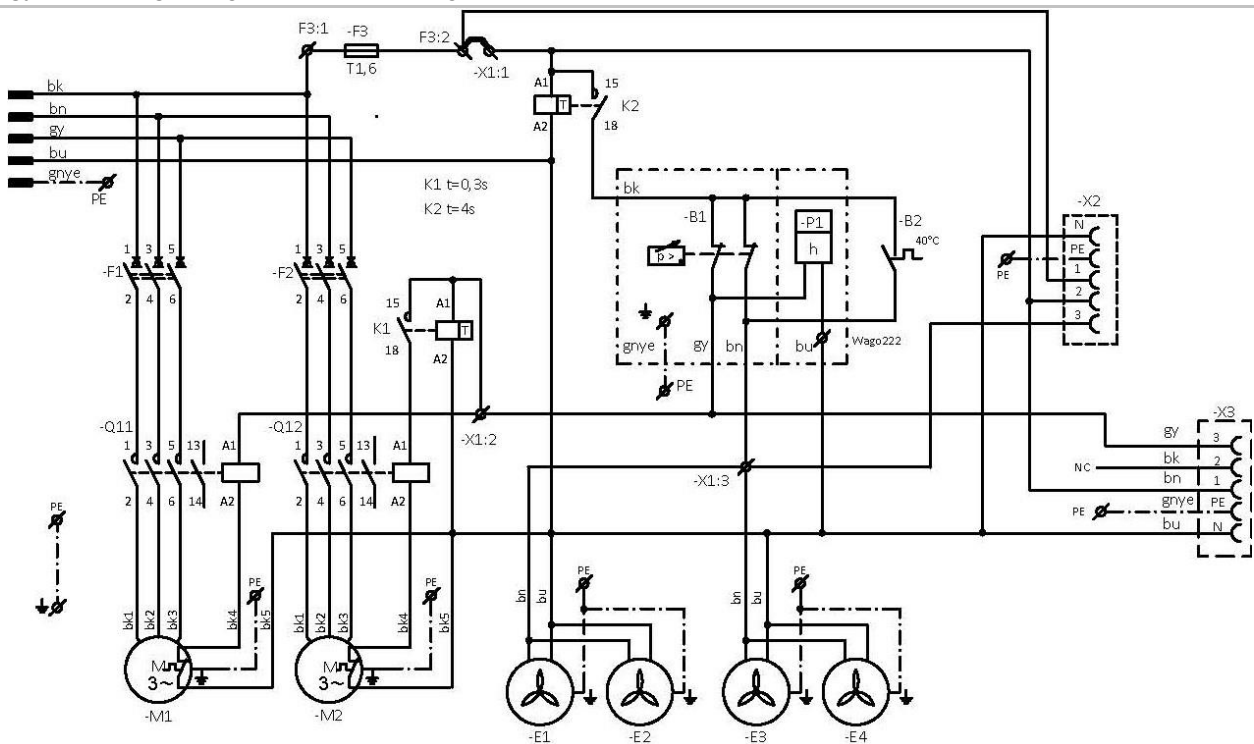 F3:1
-F3
T1,6
F3:2
-X1:1
A1
T
A2
15
K2
18
bk
bn
gy
bu
gnye
PE
K1 t=0,3s
K2 t=4s
bk
-B1
p >
-P1
h
-B2
40°C
Wago222
gnye
gy
bn
bu
PE
-X2
N
PE
1
2
3
PE
1 3 5
-F1
2 4 6
1 3 5
-F2
2 4 6
15
K1
18
A1
T
A2
-X1:2
-Q11
1 3 5 13
2 4 6 14
A1
A2
-Q12
1 3 5 13
2 4 6 14
A1
A2
-X1:3
-X3
gy 3
NC bk 2
bn 1
PE gnye PE
bu N
PE
bk1
bk2
bk3
bk4
bk5
PE
M
3~
-M1
bk1
bk2
bk3
bk4
bk5
PE
M
3~
-M2
bn
bu
PE
-E1
-E2
bn
bu
PE
-E3
-E4